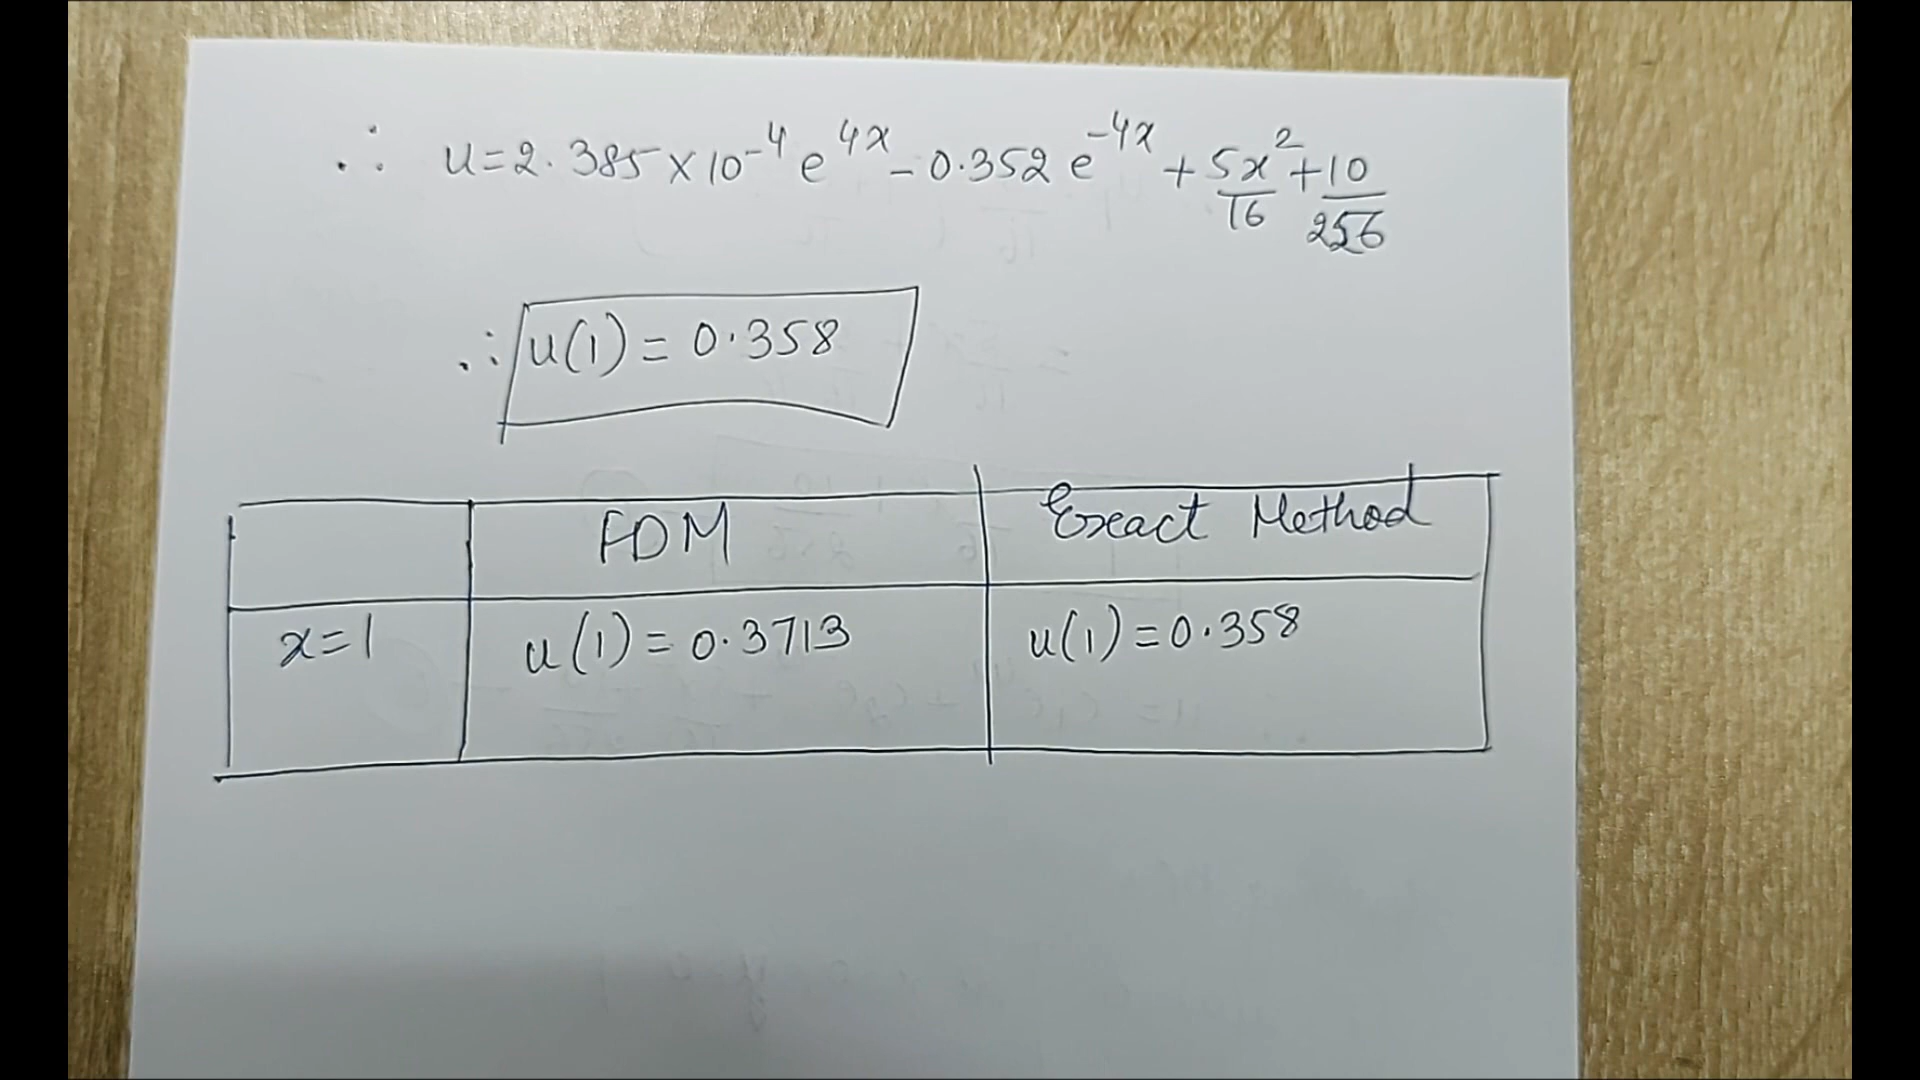 ∴ u=2.385×10⁻⁴ e⁴ˣ - 0.352 e⁻⁴ˣ + 5x²/16 + 10/256
∴ u(1) = 0.358
FDM Exact Method
x=1 u(1) = 0.3713 u(1) = 0.358